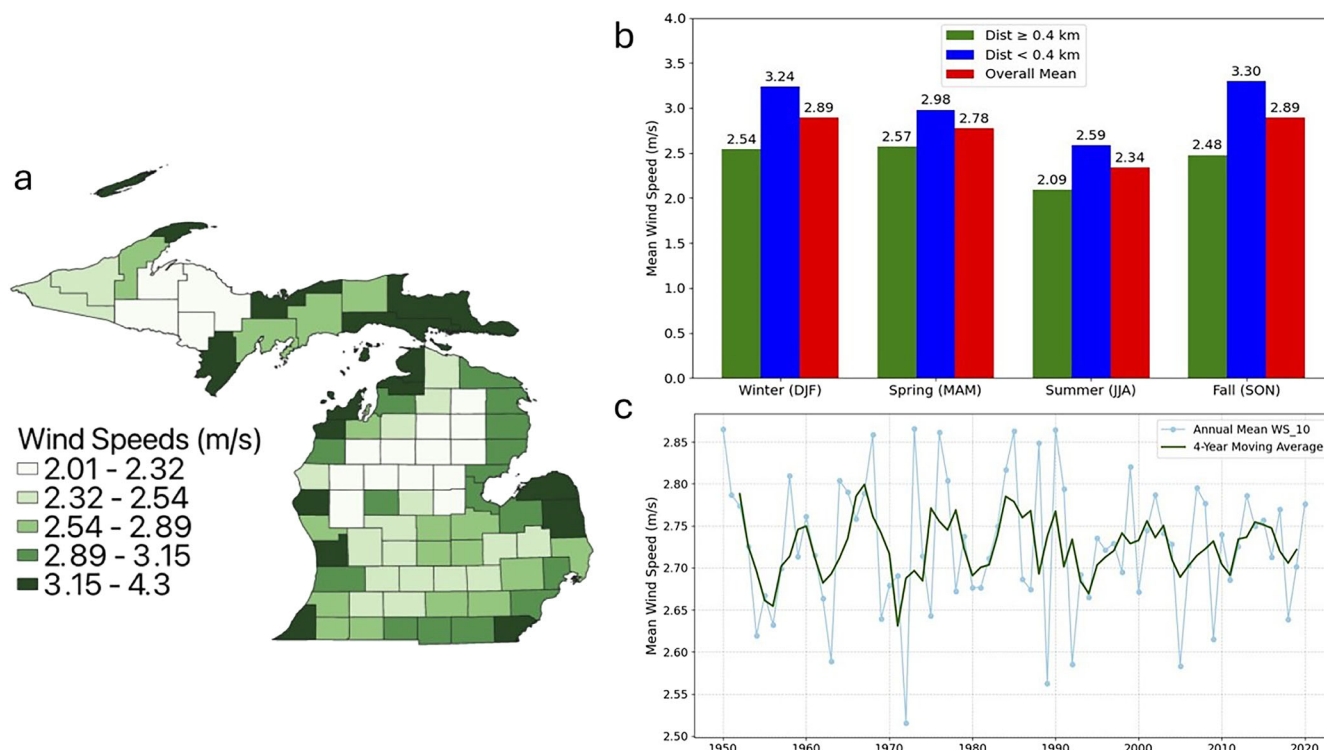 a
Wind Speeds (m/s)
2.01 - 2.32
2.32 - 2.54
2.54 - 2.89
2.89 - 3.15
3.15 - 4.3
b
Mean Wind Speed (m/s)
4.0
3.5
3.0
2.5
2.0
1.5
1.0
0.5
0.0
Dist ≥ 0.4 km
Dist < 0.4 km
Overall Mean
2.54 3.24 2.89
2.57 2.98 2.78
2.09 2.59 2.34
2.48 3.30 2.89
Winter (DJF) Spring (MAM) Summer (JJA) Fall (SON)
c
Mean Wind Speed (m/s)
2.85
2.80
2.75
2.70
2.65
2.60
2.55
2.50
Annual Mean WS_10
4-Year Moving Average
1950 1960 1970 1980 1990 2000 2010 2020